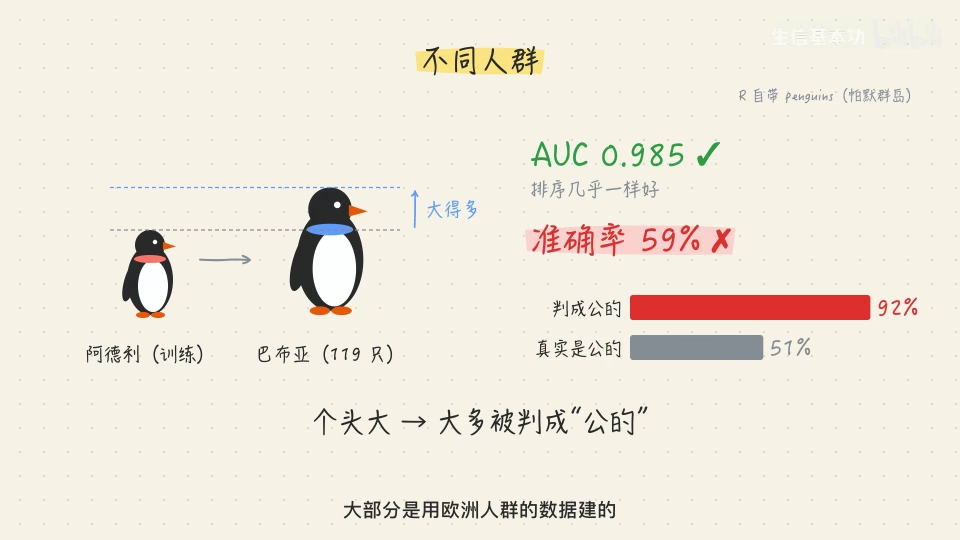 生信基本功
不同人群
R 自带 penguins（帕默群岛）
AUC 0.985 ✓
排序几乎一样好
大得多
准确率 59% ✗
判成公的 92%
真实是公的 51%
阿德利（训练）
巴布亚（119 只）
个头大 → 大多被判成“公的”
大部分是用欧洲人群的数据建的